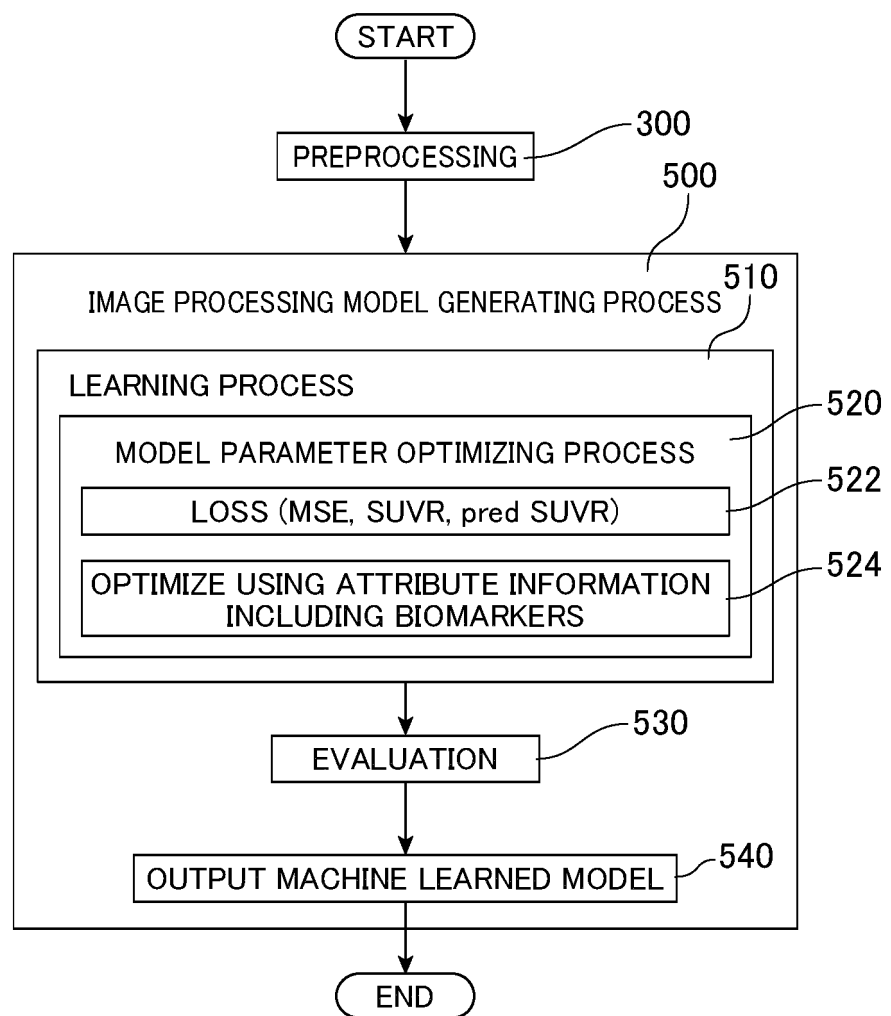 START
PREPROCESSING
300
500
IMAGE PROCESSING MODEL GENERATING PROCESS
510
LEARNING PROCESS
520
MODEL PARAMETER OPTIMIZING PROCESS
522
LOSS (MSE, SUVR, pred SUVR)
524
OPTIMIZE USING ATTRIBUTE INFORMATION
INCLUDING BIOMARKERS
530
EVALUATION
540
OUTPUT MACHINE LEARNED MODEL
END